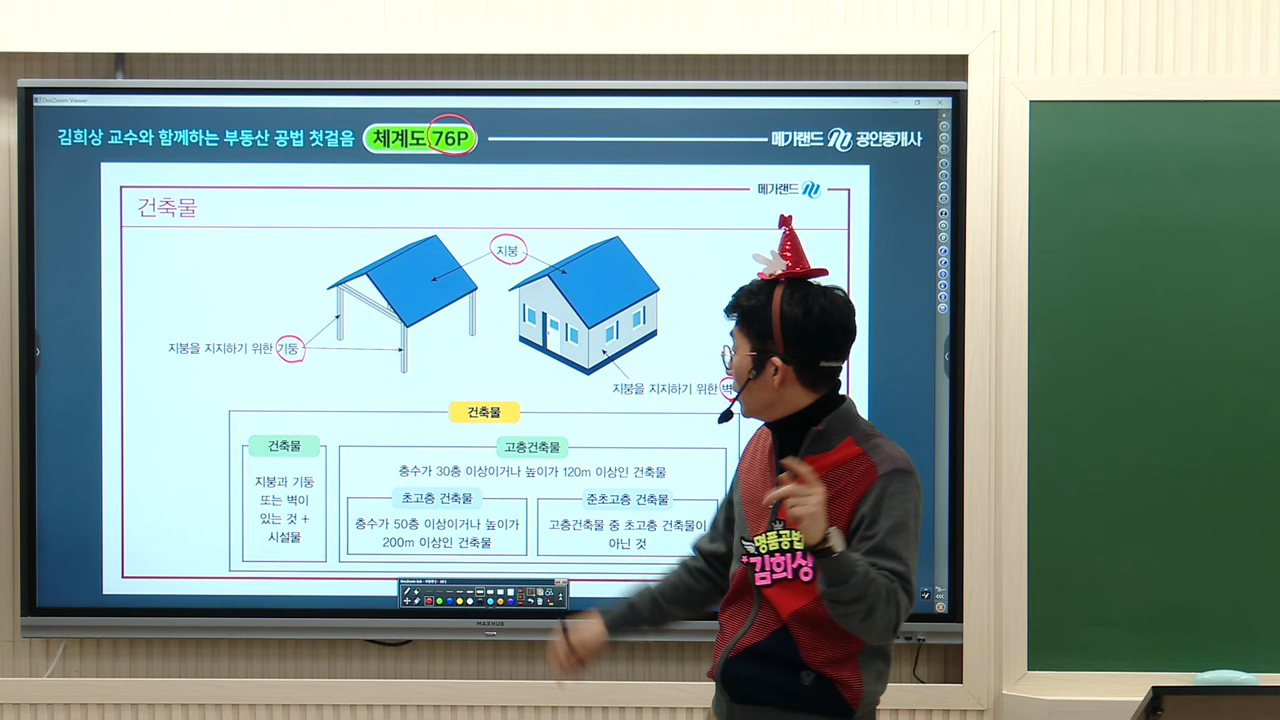 DocZoom Viewer
김희상 교수와 함께하는 부동산 공법 첫걸음 체계도 76P 메가랜드 공인중개사
메가랜드
건축물
지붕
지붕을 지지하기 위한 기둥
지붕을 지지하기 위한 벽
건축물
건축물
지붕과 기둥
또는 벽이
있는 것 +
시설물
고층건축물
층수가 30층 이상이거나 높이가 120m 이상인 건축물
초고층 건축물
층수가 50층 이상이거나 높이가
200m 이상인 건축물
준초고층 건축물
고층건축물 중 초고층 건축물이
아닌 것
명품공법
김희상
MAXHUB